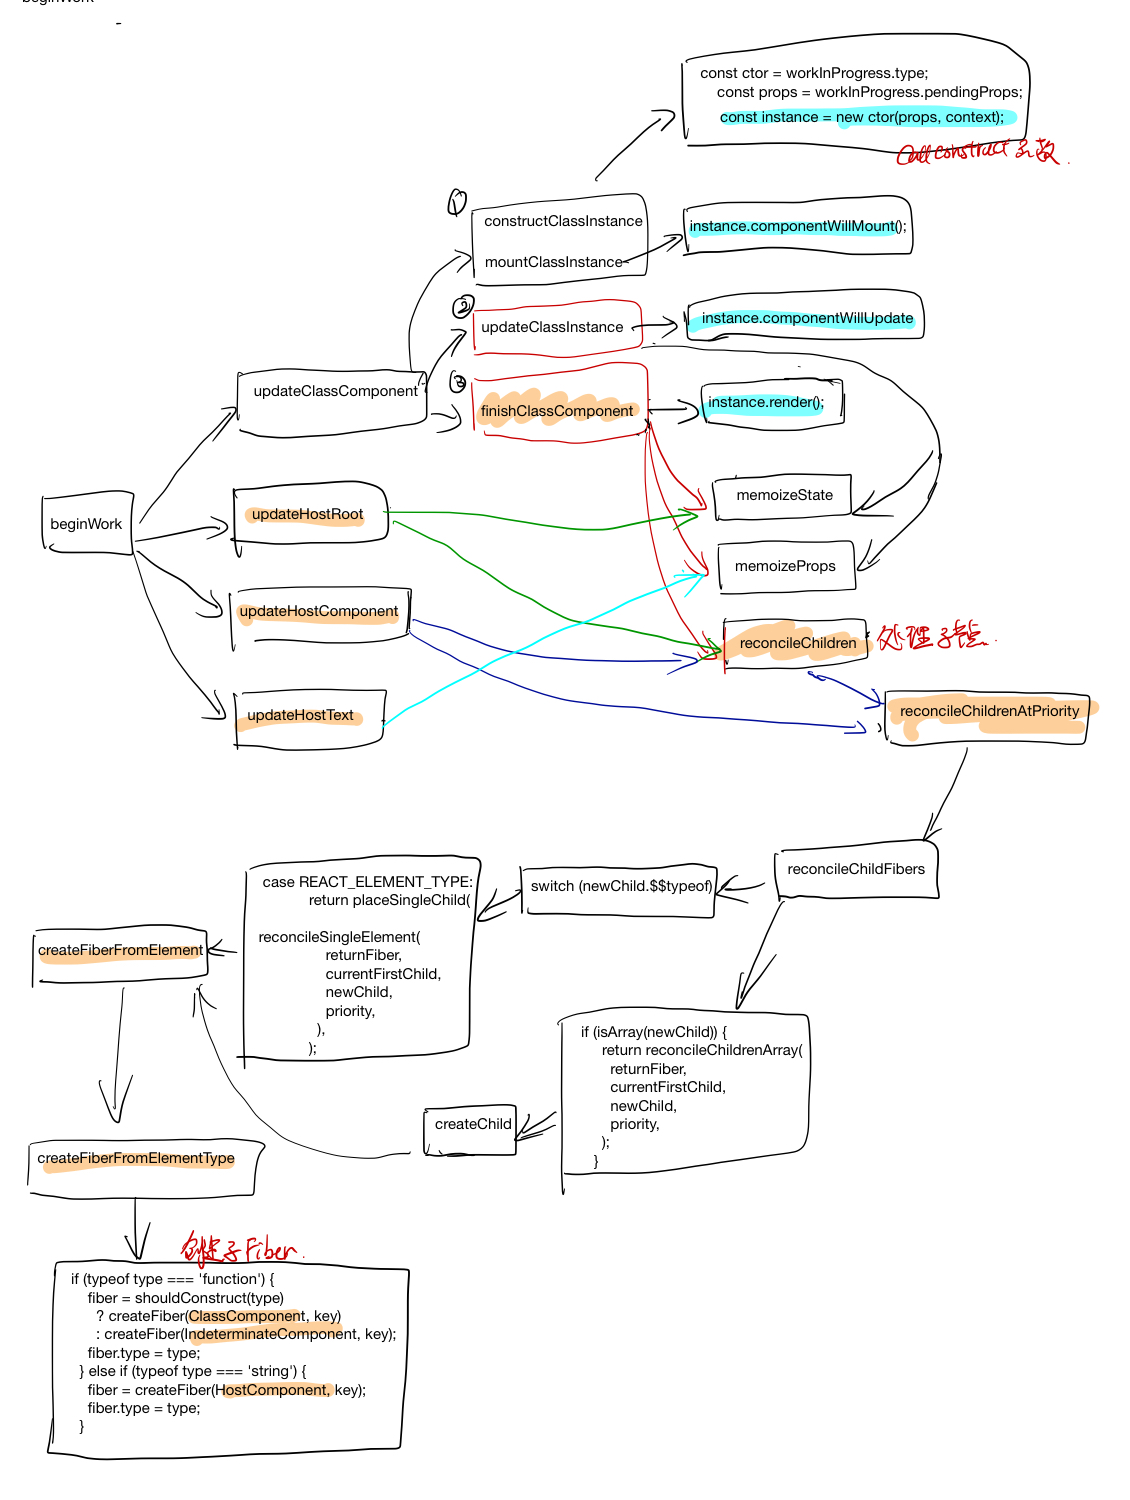 beginWork
const ctor = workInProgress.type;
const props = workInProgress.pendingProps;
const instance = new ctor(props, context);
Call construct 函数.
①
constructClassInstance
mountClassInstance
instance.componentWillMount();
②
updateClassInstance
instance.componentWillUpdate
updateClassComponent
③
finishClassComponent
instance.render();
memoizeState
beginWork
updateHostRoot
memoizeProps
updateHostComponent
reconcileChildren
处理子节点.
updateHostText
reconcileChildrenAtPriority
reconcileChildFibers
switch (newChild.$$typeof)
case REACT_ELEMENT_TYPE:
return placeSingleChild(
reconcileSingleElement(
returnFiber,
currentFirstChild,
newChild,
priority,
),
);
createFiberFromElement
if (isArray(newChild)) {
return reconcileChildrenArray(
returnFiber,
currentFirstChild,
newChild,
priority,
);
}
createChild
createFiberFromElementType
创建子Fiber.
if (typeof type === 'function') {
fiber = shouldConstruct(type)
? createFiber(ClassComponent, key)
: createFiber(IndeterminateComponent, key);
fiber.type = type;
} else if (typeof type === 'string') {
fiber = createFiber(HostComponent, key);
fiber.type = type;
}